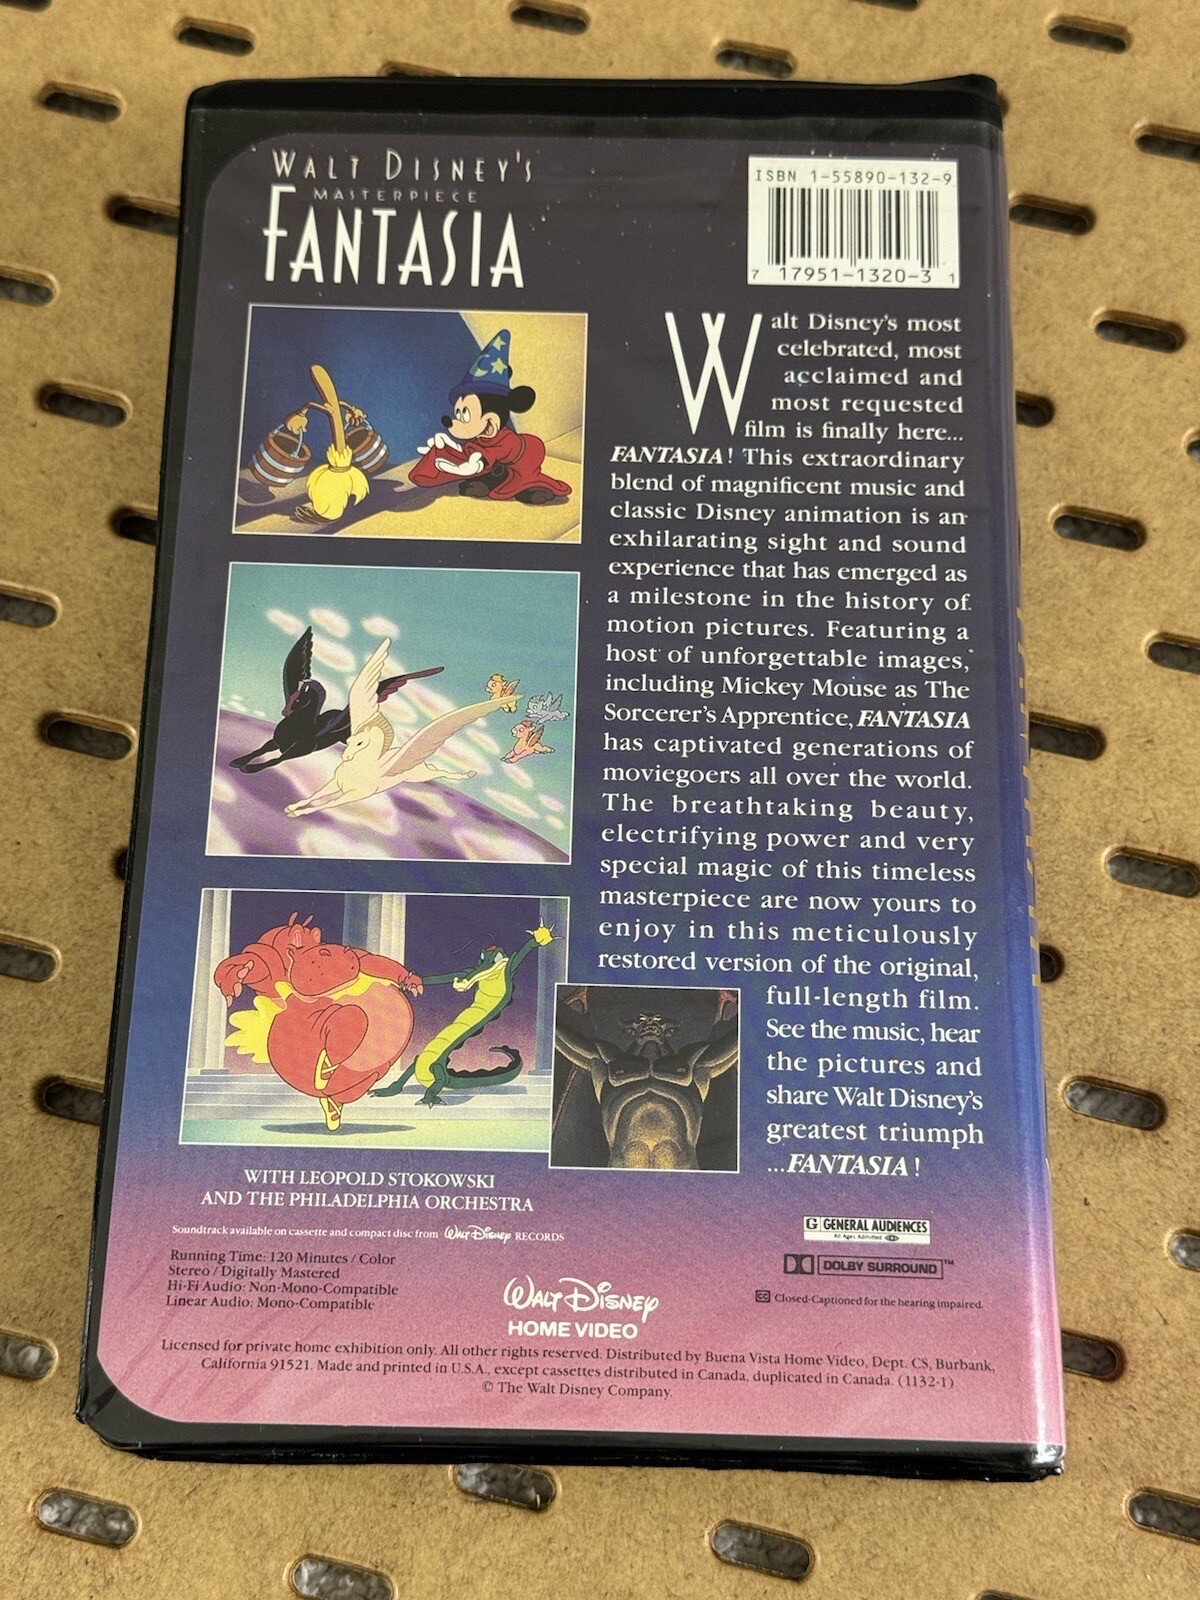 WALT DISNEY'S
MASTERPIECE
FANTASIA
ISBN 1-55890-132-9
7 17951-1320-3 1
Walt Disney's most
celebrated, most
acclaimed and
most requested
film is finally here...
FANTASIA! This extraordinary
blend of magnificent music and
classic Disney animation is an
exhilarating sight and sound
experience that has emerged as
a milestone in the history of
motion pictures. Featuring a
host of unforgettable images,
including Mickey Mouse as The
Sorcerer's Apprentice, FANTASIA
has captivated generations of
moviegoers all over the world.
The breathtaking beauty,
electrifying power and very
special magic of this timeless
masterpiece are now yours to
enjoy in this meticulously
restored version of the original,
full-length film.
See the music, hear
the pictures and
share Walt Disney's
greatest triumph
...FANTASIA!
WITH LEOPOLD STOKOWSKI
AND THE PHILADELPHIA ORCHESTRA
Soundtrack available on cassette and compact disc from Walt Disney RECORDS
Running Time: 120 Minutes / Color
Stereo / Digitally Mastered
Hi-Fi Audio: Non-Mono-Compatible
Linear Audio: Mono-Compatible
G GENERAL AUDIENCES
All Ages Admitted
DOLBY SURROUND™
CC Closed-Captioned for the hearing impaired.
WALT DISNEY
HOME VIDEO
Licensed for private home exhibition only. All other rights reserved. Distributed by Buena Vista Home Video, Dept. CS, Burbank,
California 91521. Made and printed in U.S.A., except cassettes distributed in Canada, duplicated in Canada. (1132-1)
© The Walt Disney Company.